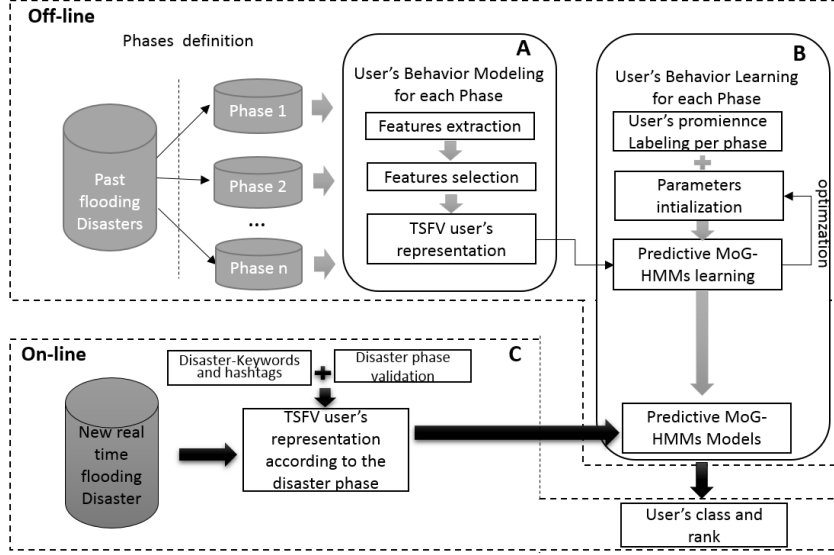 Off-line
Phases definition
Phase 1
Phase 2
...
Phase n
Past
flooding
Disasters
A
User's Behavior Modeling
for each Phase
Features extraction
Features selection
TSFV user's
representation
B
User's Behavior Learning
for each Phase
User's promiennce
Labeling per phase
+
Parameters
intialization
optimzation
Predictive MoG-
HMMs learning
Predictive MoG-
HMMs Models
On-line
C
Disaster-Keywords
and hashtags
+
Disaster phase
validation
New real
time
flooding
Disaster
TSFV user's
representation
according to the
disaster phase
User's class and
rank